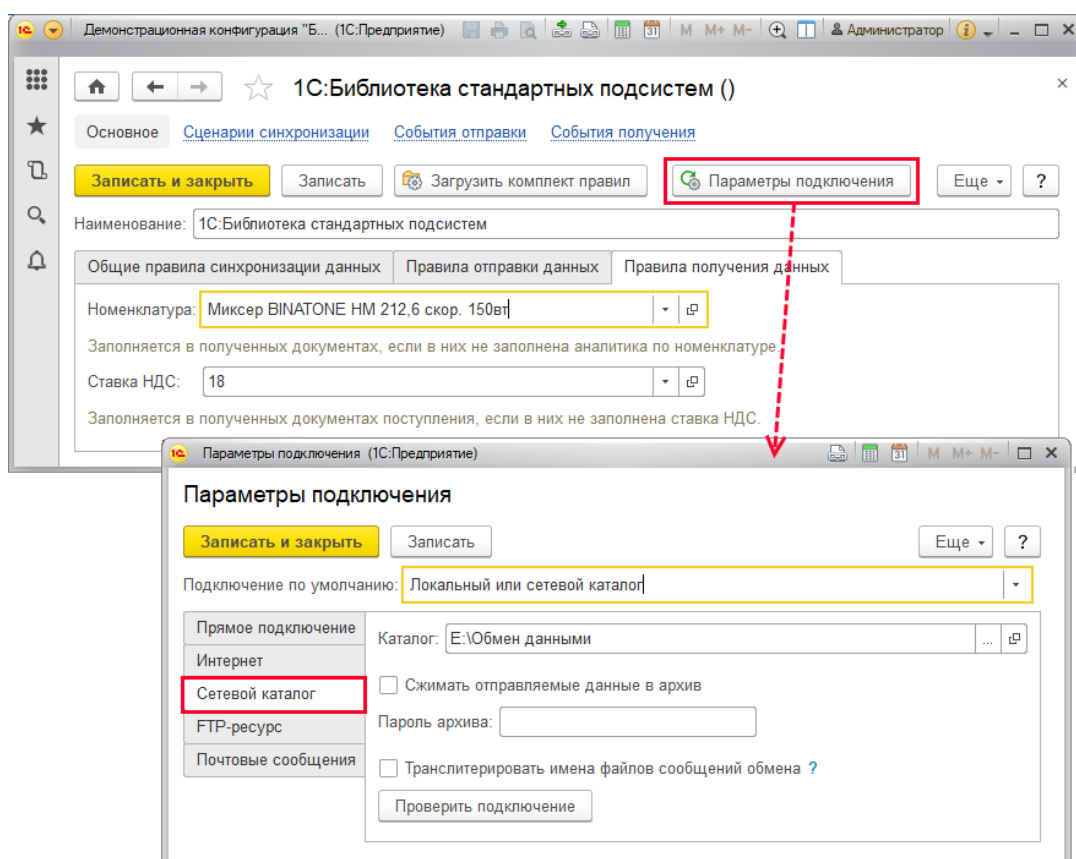 1С Демонстрационная конфигурация "Б... (1С:Предприятие) 31 M M+ M- Администратор i
1С:Библиотека стандартных подсистем ()
Основное Сценарии синхронизации События отправки События получения
Записать и закрыть Записать Загрузить комплект правил Параметры подключения Еще ?
Наименование: 1С:Библиотека стандартных подсистем
Общие правила синхронизации данных Правила отправки данных Правила получения данных
Номенклатура: Миксер BINATONE HM 212,6 скор. 150вт
Заполняется в полученных документах, если в них не заполнена аналитика по номенклатуре.
Ставка НДС: 18
Заполняется в полученных документах поступления, если в них не заполнена ставка НДС.
1С Параметры подключения (1С:Предприятие) 31 M M+ M-
Параметры подключения
Записать и закрыть Записать Еще ?
Подключение по умолчанию: Локальный или сетевой каталог
Прямое подключение
Каталог: E:\Обмен данными ...
Интернет
Сетевой каталог
Сжимать отправляемые данные в архив
FTP-ресурс
Пароль архива:
Почтовые сообщения
Транслитерировать имена файлов сообщений обмена ?
Проверить подключение